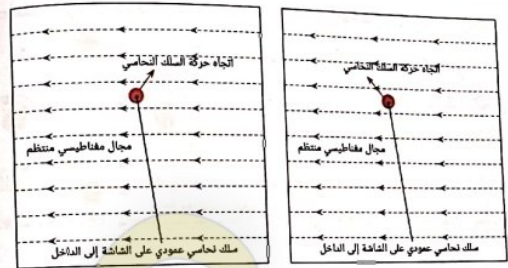 اتجاه حركة السلك النحاسي
مجال مغناطيسي منتظم
سلك نحاسي عمودي على الشاشة إلى الداخل
اتجاه حركة السلك النحاسي
مجال مغناطيسي منتظم
سلك نحاسي عمودي على الشاشة إلى الداخل